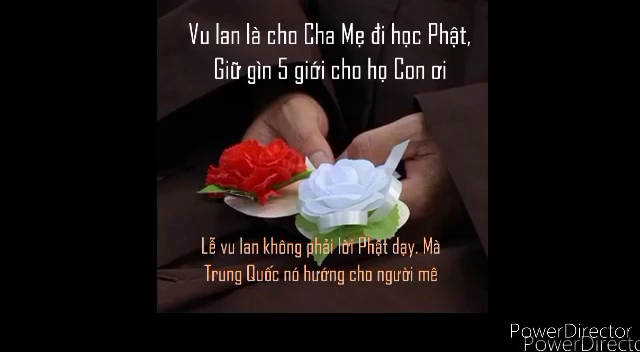 Vu lan là cho Cha Mẹ đi học Phật,
Giữ gìn 5 giới cho họ Con ơi
Lễ vu lan không phải lời Phật dạy. Mà
Trung Quốc nó hướng cho người mê
PowerDirector
PowerDirecto